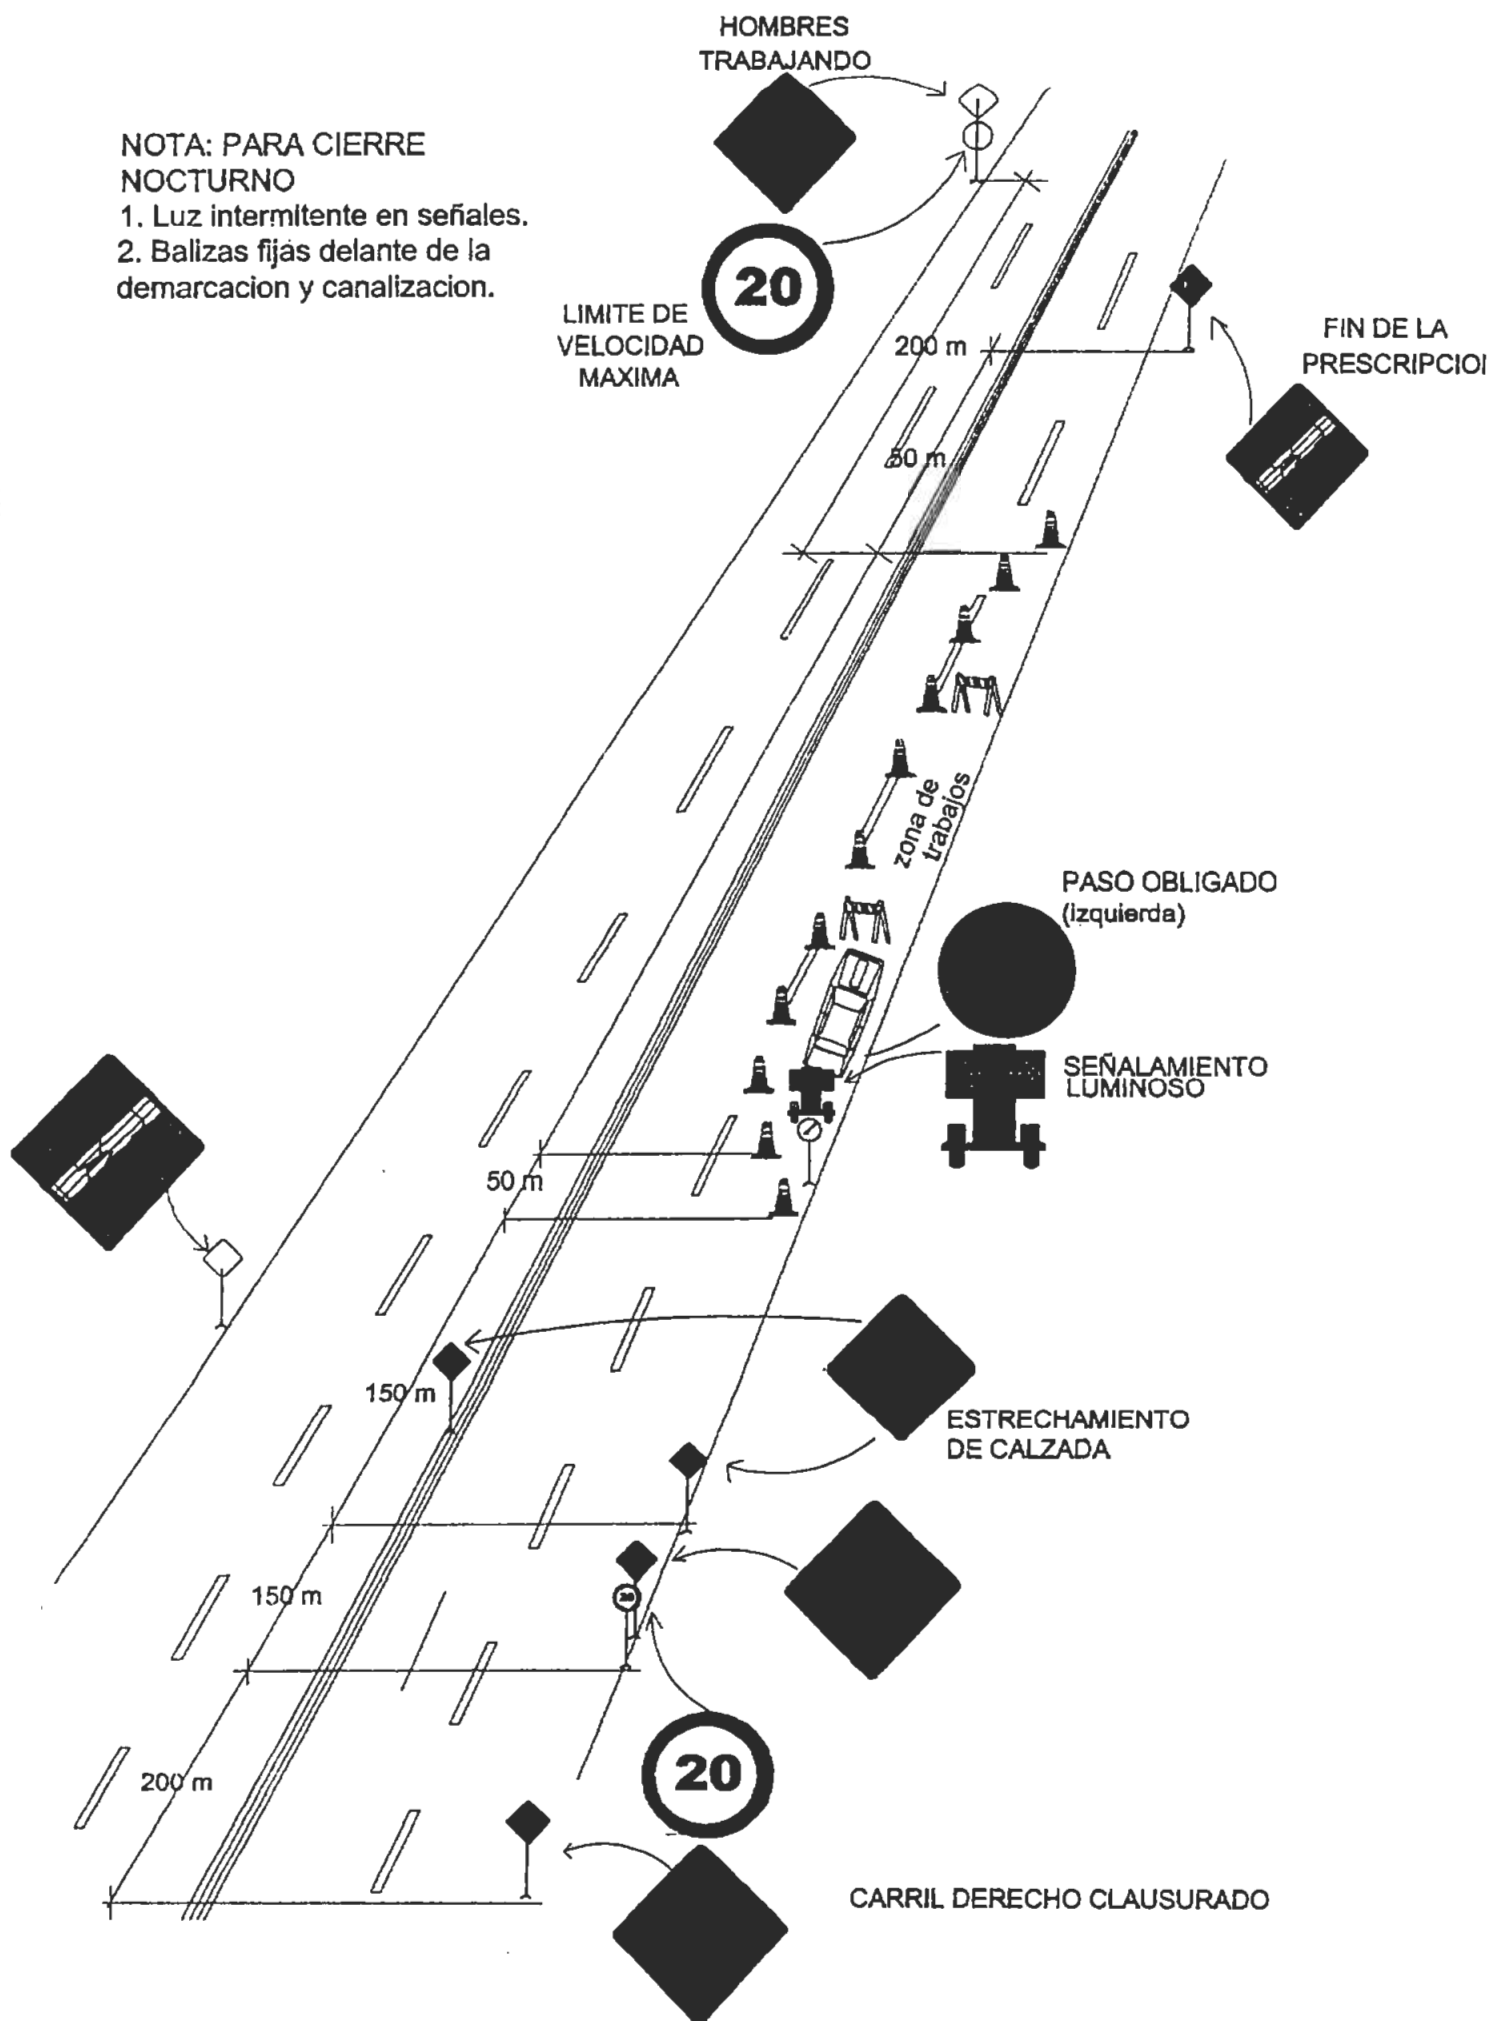 HOMBRES
TRABAJANDO
NOTA: PARA CIERRE
NOCTURNO
1. Luz intermitente en señales.
2. Balizas fijas delante de la
demarcacion y canalizacion.
20
LIMITE DE
VELOCIDAD
MAXIMA
200 m
FIN DE LA
PRESCRIPCIOI
50 m
zona de
trabajos
PASO OBLIGADO
(izquierda)
SEÑALAMIENTO
LUMINOSO
50 m
150 m
ESTRECHAMIENTO
DE CALZADA
150 m
20
20
200 m
CARRIL DERECHO CLAUSURADO